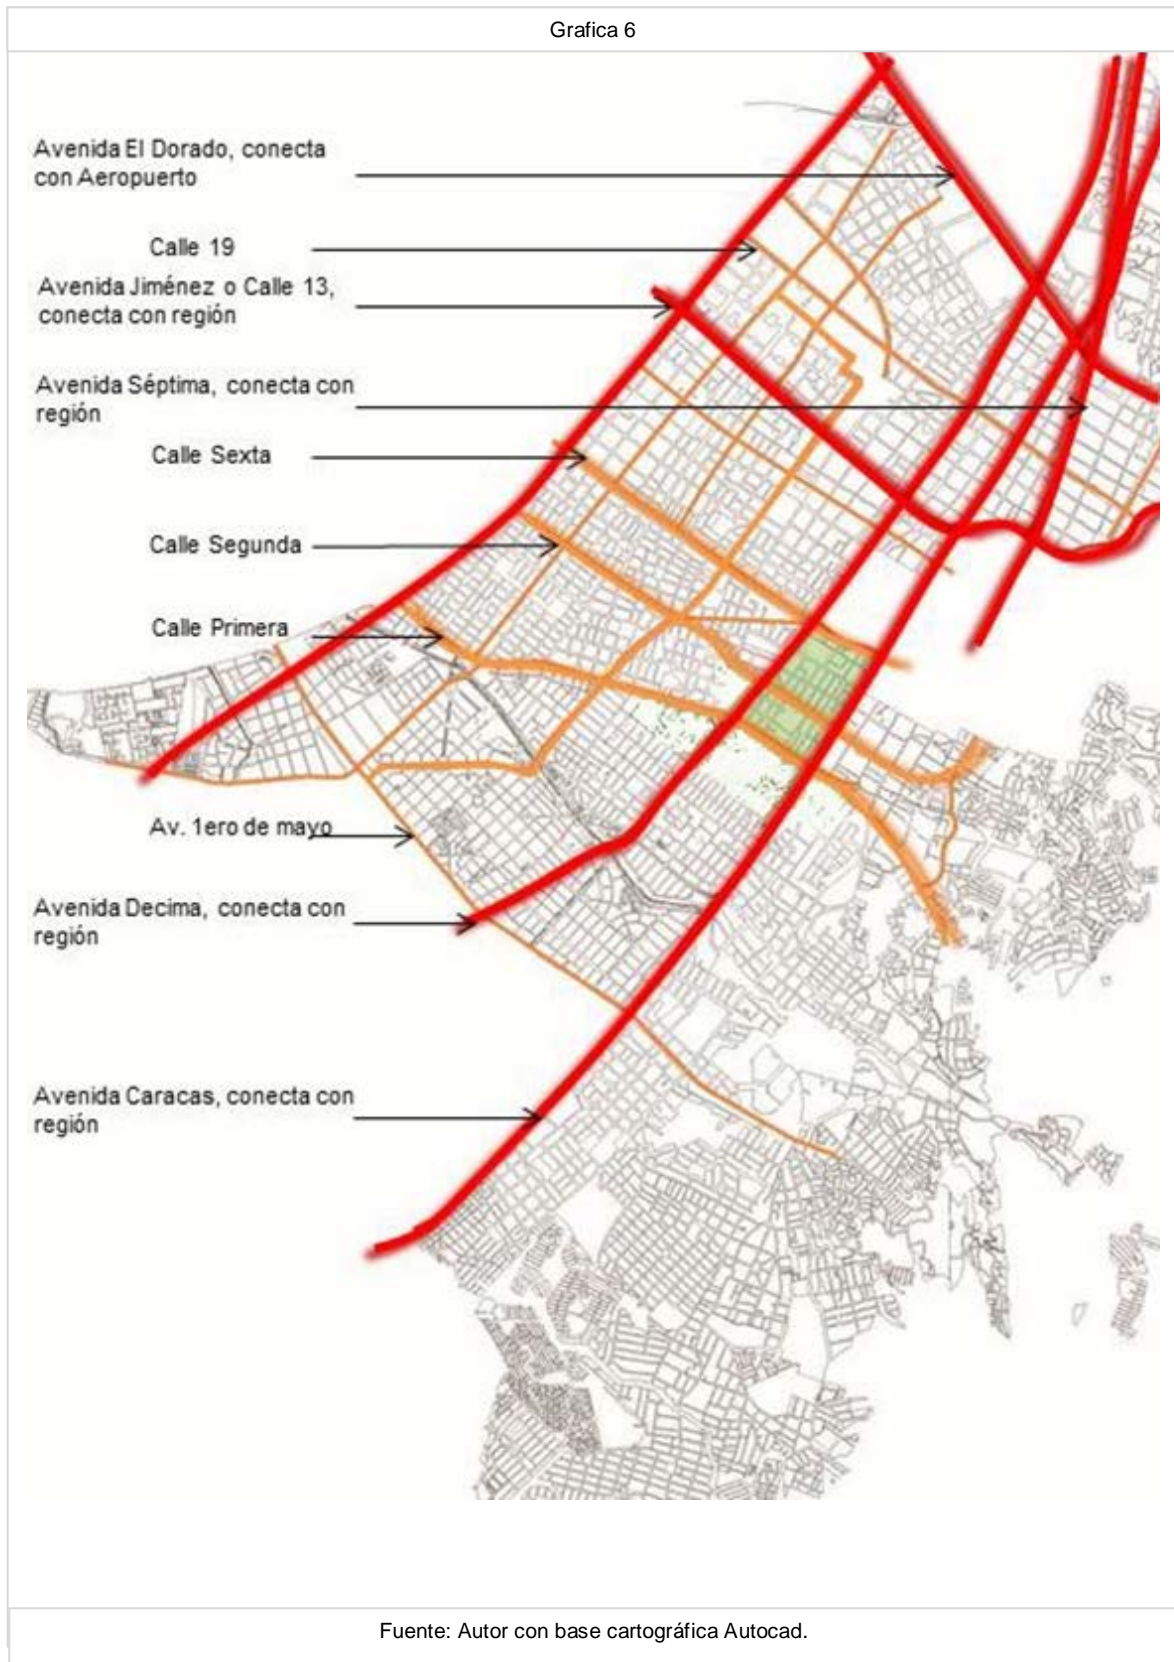 Grafica 6
Avenida El Dorado, conecta
con Aeropuerto
Calle 19
Avenida Jiménez o Calle 13,
conecta con región
Avenida Séptima, conecta con
región
Calle Sexta
Calle Segunda
Calle Primera
Av. 1ero de mayo
Avenida Decima, conecta con
región
Avenida Caracas, conecta con
región
Fuente: Autor con base cartográfica Autocad.